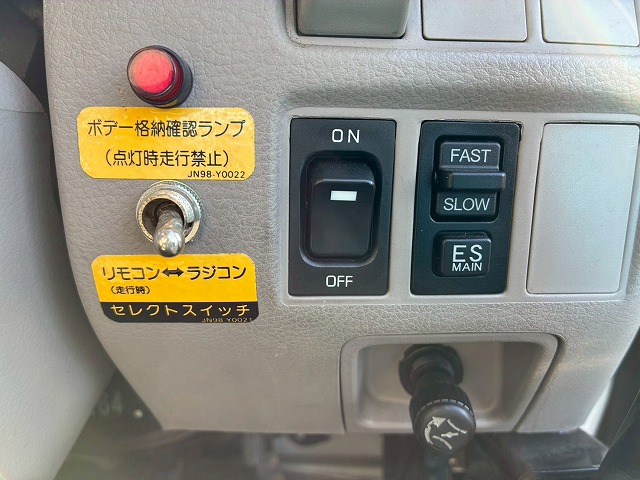 ボデー格納確認ランプ
(点灯時走行禁止)
JN98-Y0022
リモコン⇔ラジコン
(走行時)
セレクトスイッチ
JN98-Y0021
ON
OFF
FAST
SLOW
ES
MAIN